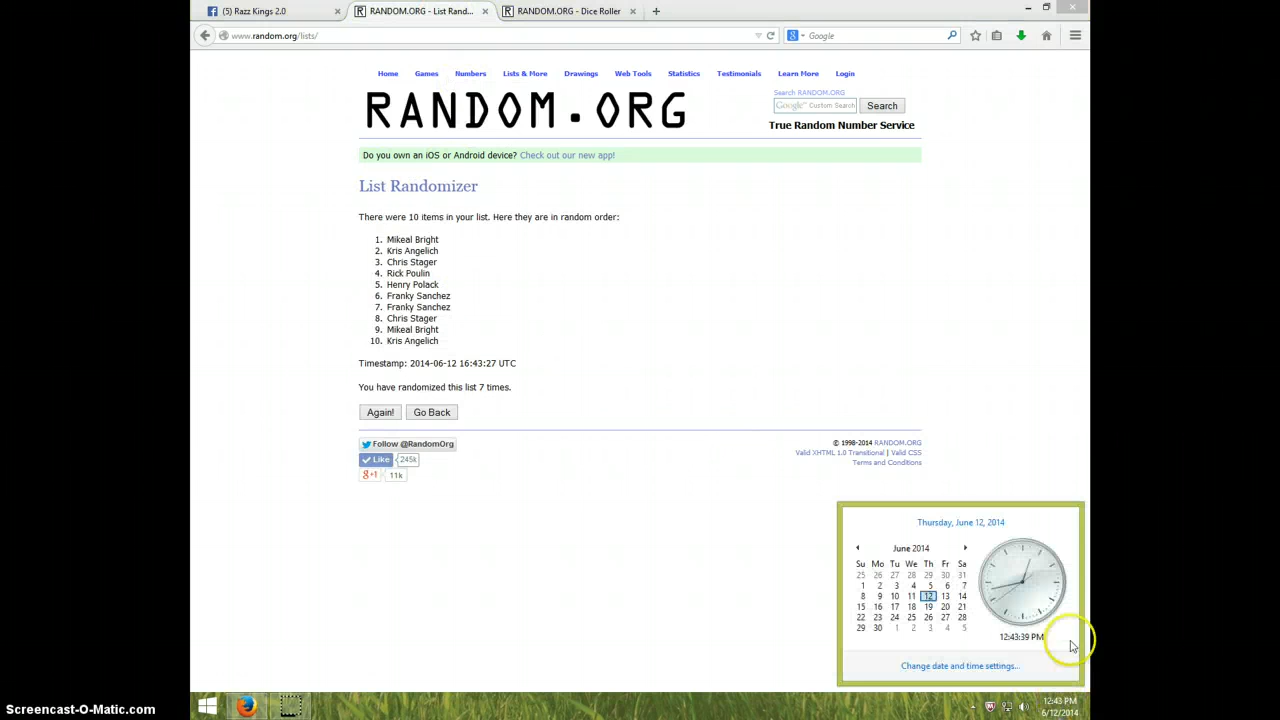 (5) Razz Kings 2.0
RANDOM.ORG - List Rand...
RANDOM.ORG - Dice Roller
www.random.org/lists/
Google
Home Games Numbers Lists & More Drawings Web Tools Statistics Testimonials Learn More Login
RANDOM.ORG
Search RANDOM.ORG
Google™ Custom Search
Search
True Random Number Service
Do you own an iOS or Android device? Check out our new app!
List Randomizer
There were 10 items in your list. Here they are in random order:
1. Mikeal Bright
2. Kris Angelich
3. Chris Stager
4. Rick Poulin
5. Henry Polack
6. Franky Sanchez
7. Franky Sanchez
8. Chris Stager
9. Mikeal Bright
10. Kris Angelich
Timestamp: 2014-06-12 16:43:27 UTC
You have randomized this list 7 times.
Again! Go Back
Follow @RandomOrg
Like 245k
+1 11k
© 1998-2014 RANDOM.ORG
Valid XHTML 1.0 Transitional | Valid CSS
Terms and Conditions
Thursday, June 12, 2014
June 2014
Su Mo Tu We Th Fr Sa
25 26 27 28 29 30 31
1 2 3 4 5 6 7
8 9 10 11 12 13 14
15 16 17 18 19 20 21
22 23 24 25 26 27 28
29 30 1 2 3 4 5
12:43:39 PM
Change date and time settings...
12:43 PM
6/12/2014
Screencast-O-Matic.com